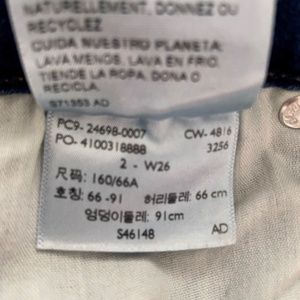 NATURELLEMENT, DONNEZ OU
RECYCLEZ
CUIDA NUESTRO PLANETA:
LAVA MENOS, LAVA EN FRÍO,
TIENDE LA ROPA, DONA O
RECICLA.
S71353 AD
PC9- 24698-0007 CW- 4816
PO- 4100318888 3256
2 - W26
尺码: 160/66A
호칭: 66 -91 허리둘레: 66 cm
엉덩이둘레: 91cm
S46148 AD